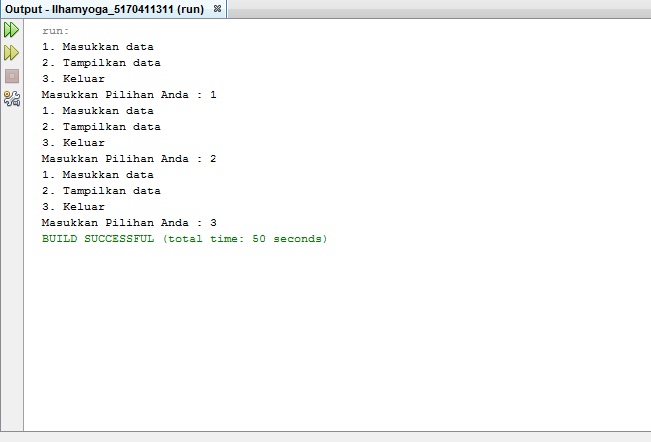 Output - Ilhamyoga_5170411311 (run)
run:
1. Masukkan data
2. Tampilkan data
3. Keluar
Masukkan Pilihan Anda : 1
1. Masukkan data
2. Tampilkan data
3. Keluar
Masukkan Pilihan Anda : 2
1. Masukkan data
2. Tampilkan data
3. Keluar
Masukkan Pilihan Anda : 3
BUILD SUCCESSFUL (total time: 50 seconds)